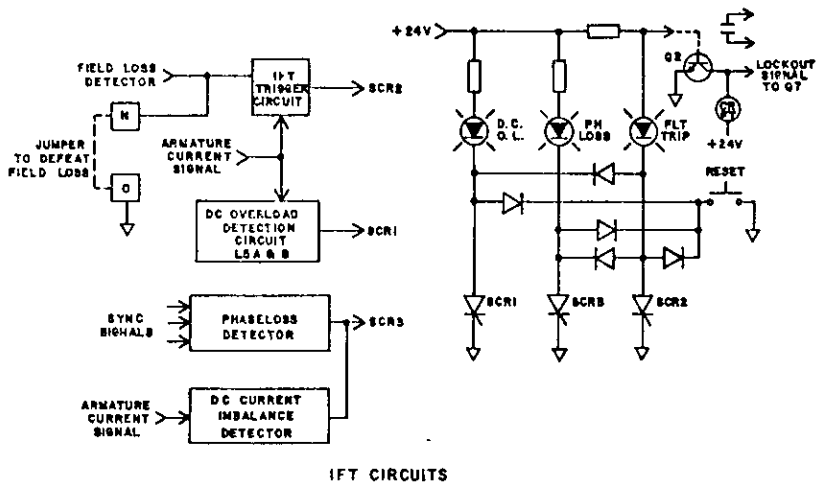 FIELD LOSS
DETECTOR
IFT
TRIGGER
CIRCUIT
SCR2
N
JUMPER
TO DEFEAT
FIELD LOSS
O
ARMATURE
CURRENT
SIGNAL
DC OVERLOAD
DETECTION
CIRCUIT
L5A & B
SCR1
SYNC
SIGNALS
PHASELOSS
DETECTOR
SCR3
ARMATURE
CURRENT
SIGNAL
DC CURRENT
IMBALANCE
DETECTOR
+24V
Q2
LOCKOUT
SIGNAL
TO Q7
+24V
D.C.
O.L.
PH
LOSS
FLT
TRIP
RESET
SCR1
SCR3
SCR2
IFT CIRCUITS